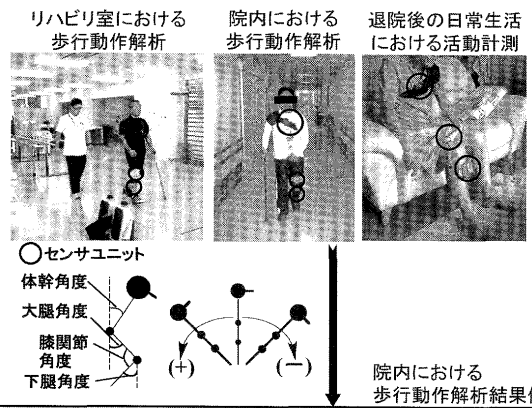 リハビリ室における
歩行動作解析
院内における
歩行動作解析
退院後の日常生活
における活動計測
センサユニット
体幹角度
大腿角度
膝関節
角度
下腿角度
(+)
(−)
院内における
歩行動作解析結果